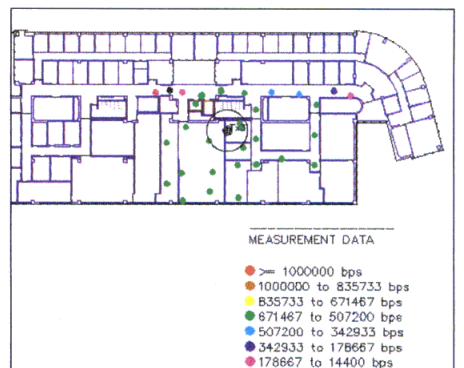 MEASUREMENT DATA
>= 1000000 bps
1000000 to 835733 bps
835733 to 671467 bps
671467 to 507200 bps
507200 to 342933 bps
342933 to 178667 bps
178667 to 14400 bps